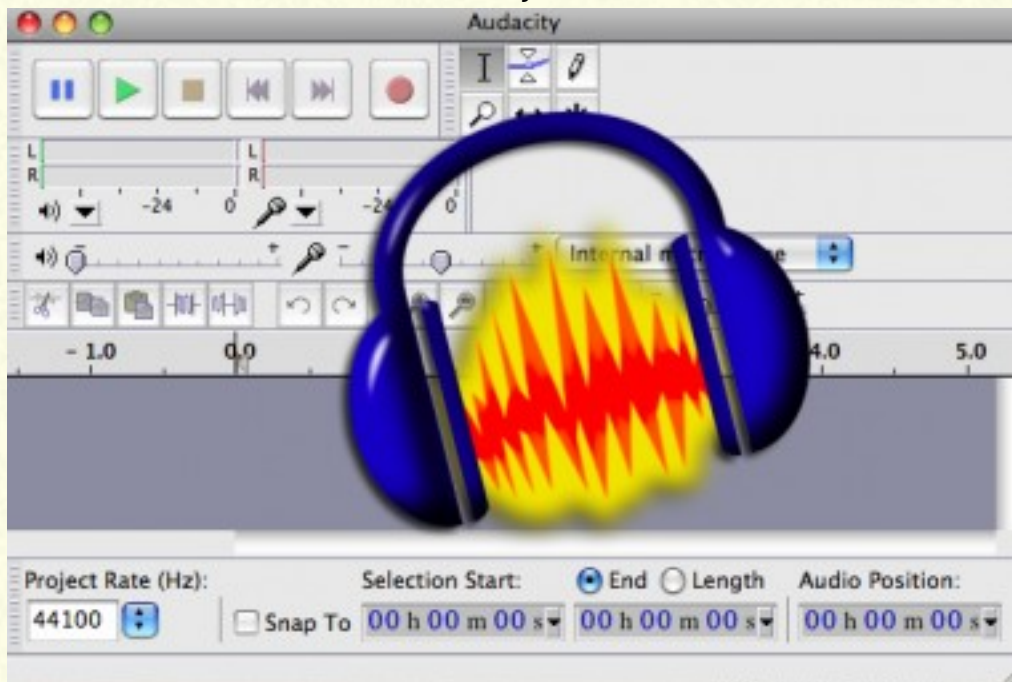 Audacity
L L
R R
-24 0 -24 0
Internal
- 1.0 0.0 4.0 5.0
Project Rate (Hz): Selection Start: End Length Audio Position:
44100 Snap To 00 h 00 m 00 s 00 h 00 m 00 s 00 h 00 m 00 s